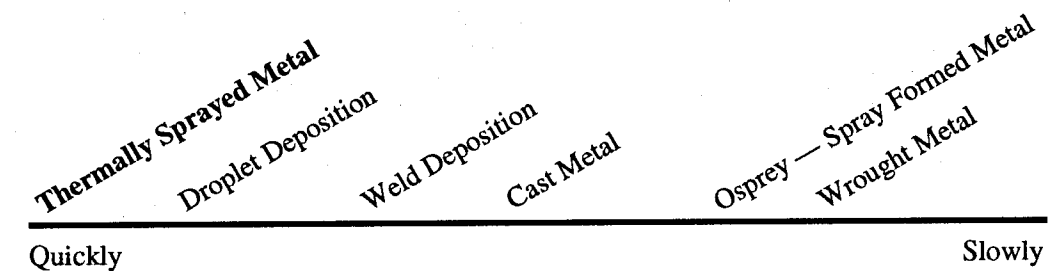 Thermally Sprayed Metal
Droplet Deposition
Weld Deposition
Cast Metal
Osprey — Spray Formed Metal
Wrought Metal
Quickly
Slowly